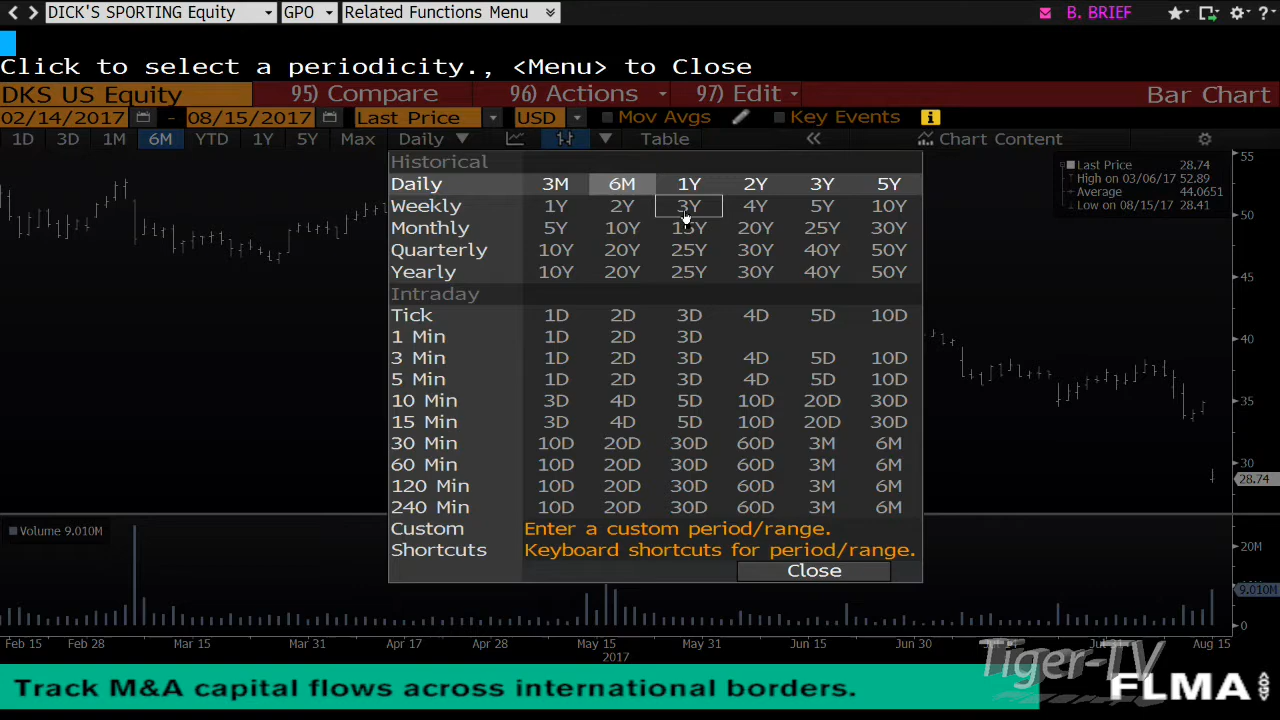 DICK'S SPORTING Equity GPO Related Functions Menu B. BRIEF ?
Click to select a periodicity., <Menu> to Close
DKS US Equity 95) Compare 96) Actions 97) Edit Bar Chart
02/14/2017 - 08/15/2017 Last Price USD Mov Avgs Key Events
1D 3D 1M 6M YTD 1Y 5Y Max Daily Table « Chart Content
Historical
Daily 3M 6M 1Y 2Y 3Y 5Y
Weekly 1Y 2Y 3Y 4Y 5Y 10Y
Monthly 5Y 10Y 15Y 20Y 25Y 30Y
Quarterly 10Y 20Y 25Y 30Y 40Y 50Y
Yearly 10Y 20Y 25Y 30Y 40Y 50Y
Intraday
Tick 1D 2D 3D 4D 5D 10D
1 Min 1D 2D 3D
3 Min 1D 2D 3D 4D 5D 10D
5 Min 1D 2D 3D 4D 5D 10D
10 Min 3D 4D 5D 10D 20D 30D
15 Min 3D 4D 5D 10D 20D 30D
30 Min 10D 20D 30D 60D 3M 6M
60 Min 10D 20D 30D 60D 3M 6M
120 Min 10D 20D 30D 60D 3M 6M
240 Min 10D 20D 30D 60D 3M 6M
Custom Enter a custom period/range.
Shortcuts Keyboard shortcuts for period/range.
Close
Last Price 28.74
High on 03/06/17 52.89
Average 44.0651
Low on 08/15/17 28.41
55
50
45
40
35
30
28.74
Volume 9.010M
20M
9.010M
0
Feb 15 Feb 28 Mar 15 Mar 31 Apr 17 Apr 28 May 15 May 31 Jun 15 Jun 30 Aug 15
2017
Tiger-TV
Track M&A capital flows across international borders.
FLMA <GO>